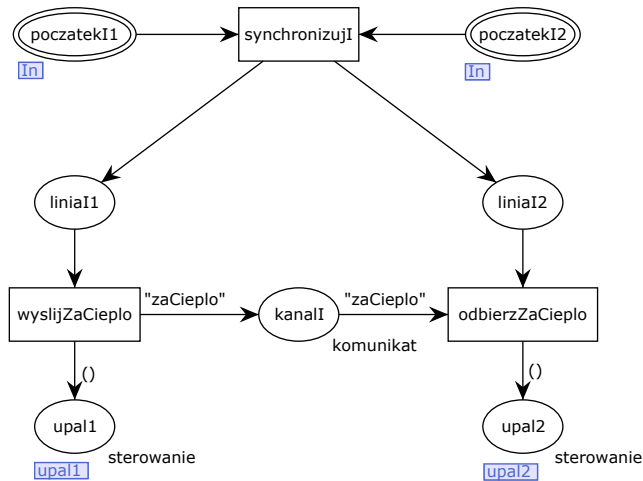 poczatekI1
synchronizujI
poczatekI2
In
In
liniaI1
liniaI2
"zaCieplo"
"zaCieplo"
wyslijZaCieplo
kanalI
odbierzZaCieplo
komunikat
()
()
upal1
upal2
sterowanie
sterowanie
upal1
upal2